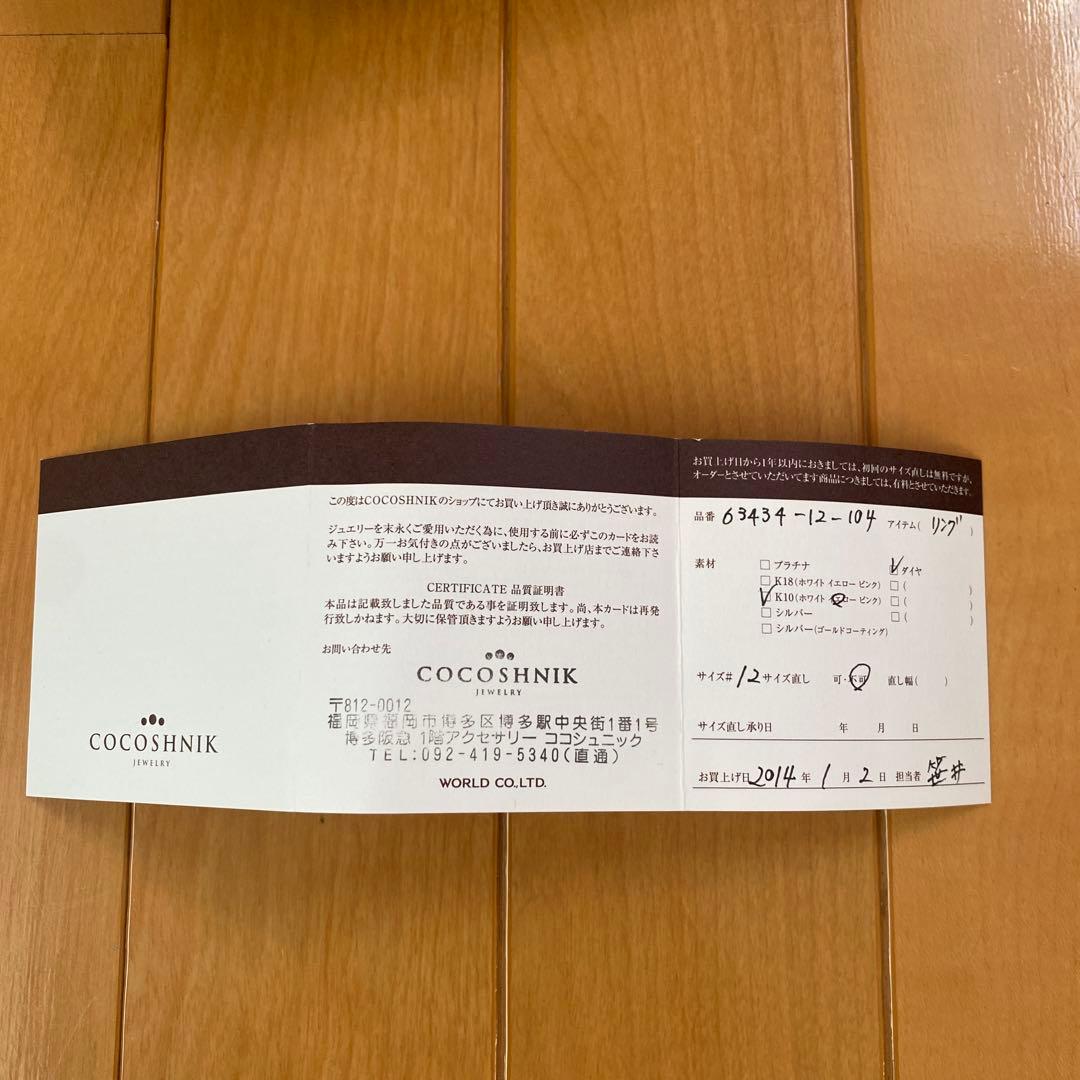 COCOSHNIK
JEWELRY
この度はCOCOSHNIKのショップにてお買い上げ頂き誠にありがとうございます。
ジュエリーを末永くご愛用いただく為に、使用する前に必ずこのカードをお読
み下さい。万一お気付きの点がございましたら、お買上げ店までご連絡下さ
いますようお願い申し上げます。
CERTIFICATE 品質証明書
本品は記載致しました品質である事を証明致します。尚、本カードは再発
行致しかねます。大切に保管頂きますようお願い申し上げます。
お問い合わせ先
COCOSHNIK
JEWELRY
〒812-0012
福岡県福岡市博多区博多駅中央街1番1号
博多阪急 1階アクセサリー ココシュニック
TEL:092-419-5340(直通)
WORLD CO.,LTD.
お買上げ日から1年以内におきましては、初回のサイズ直しは無料ですが、
オーダーとさせていただいてます商品につきましては、有料とさせていただきます。
品番 63434-12-104 アイテム( リング )
素材 □ プラチナ ☑ ダイヤ
□ K18(ホワイト イエロー ピンク) □ ( )
☑ K10(ホワイト イエロー ピンク) □ ( )
□ シルバー □ ( )
□ シルバー(ゴールドコーティング)
サイズ# 12 サイズ直し 可・不可 直し幅( )
サイズ直し承り日 年 月 日
お買上げ日 2014 年 1 月 2 日 担当者 笹井